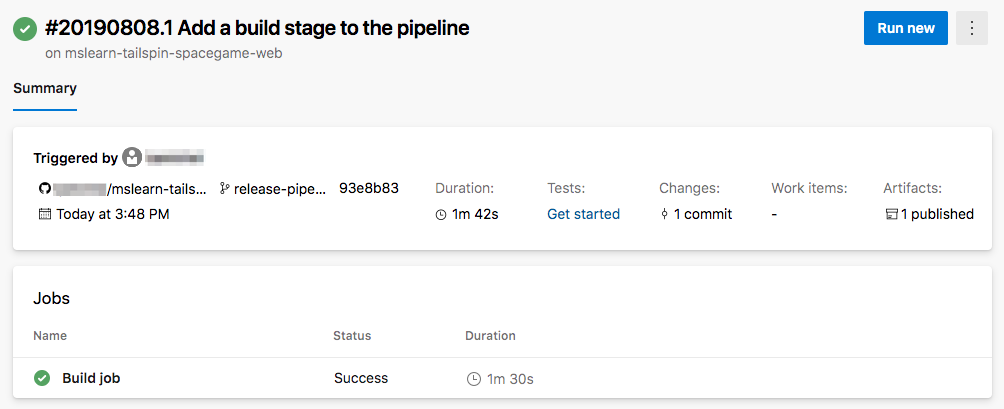 #20190808.1 Add a build stage to the pipeline
Run new
on mslearn-tailspin-spacegame-web
Summary
Triggered by
/mslearn-tails... release-pipe... 93e8b83 Duration: Tests: Changes: Work items: Artifacts:
Today at 3:48 PM 1m 42s Get started 1 commit - 1 published
Jobs
Name Status Duration
Build job Success 1m 30s